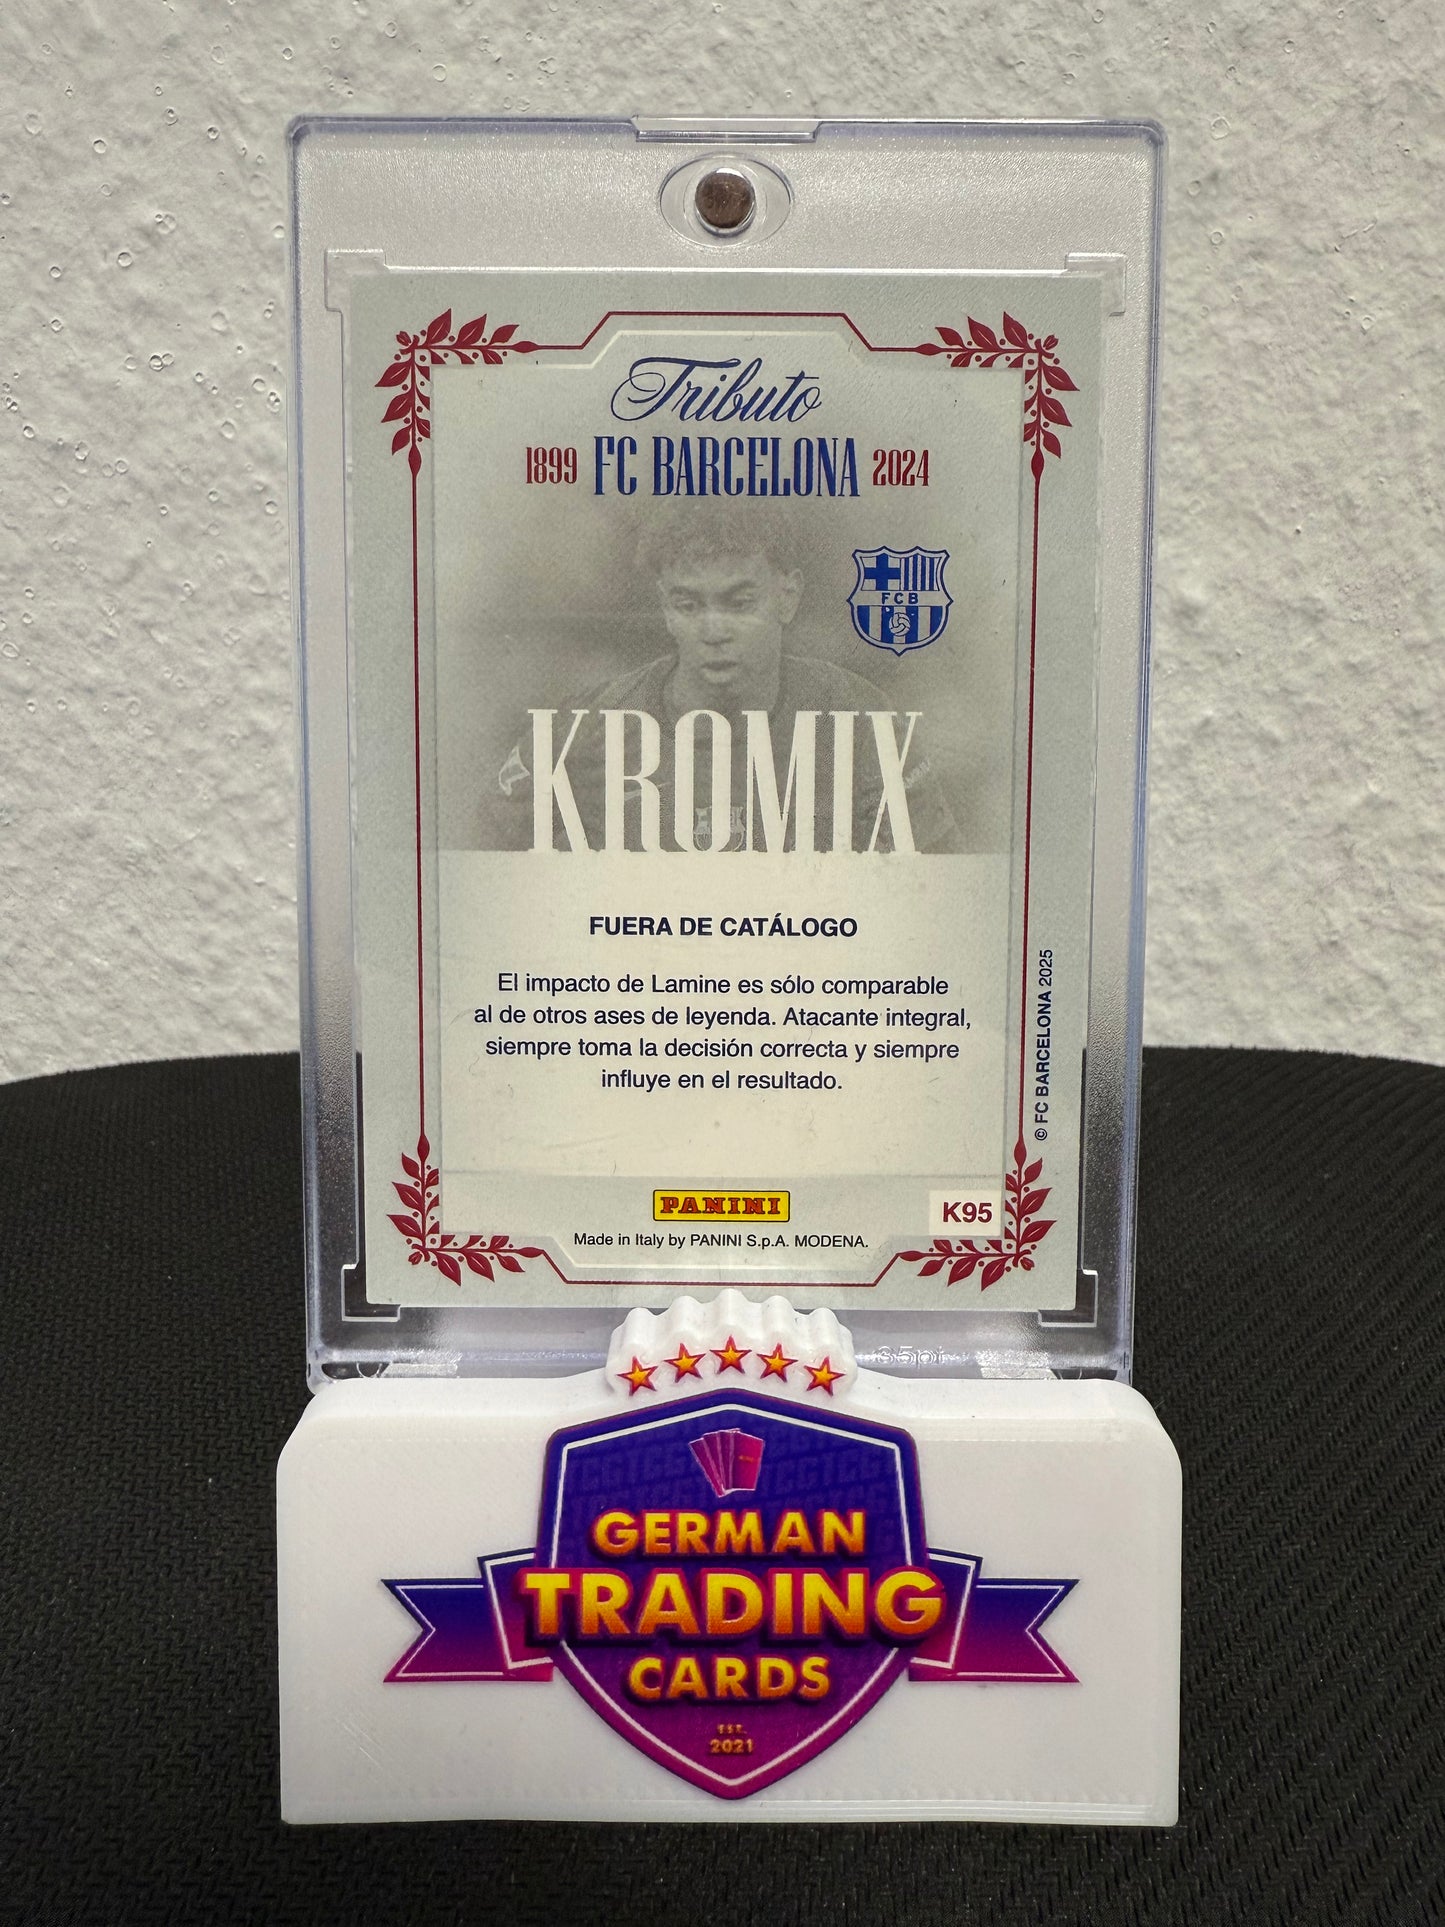 Tributo
1899 FC BARCELONA 2024
FCB
KROMIX
FUERA DE CATÁLOGO
El impacto de Lamine es sólo comparable
al de otros ases de leyenda. Atacante integral,
siempre toma la decisión correcta y siempre
influye en el resultado.
© FC BARCELONA 2025
PANINI
K95
Made in Italy by PANINI S.p.A. MODENA.
35pt
GERMAN
TRADING
CARDS
EST.
2021